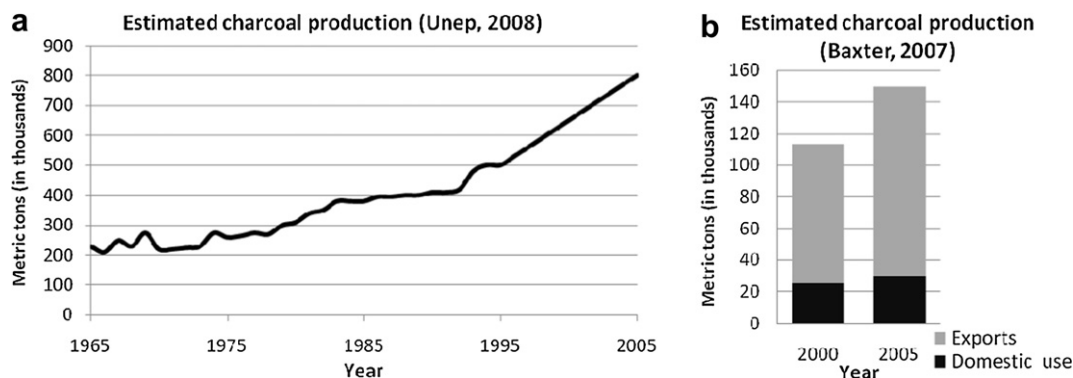 a
Estimated charcoal production (Unep, 2008)
Metric tons (in thousands)
900
800
700
600
500
400
300
200
100
0
1965
1975
1985
1995
2005
Year
b
Estimated charcoal production
(Baxter, 2007)
Metric tons (in thousands)
160
140
120
100
80
60
40
20
0
2000
2005
Year
Exports
Domestic use